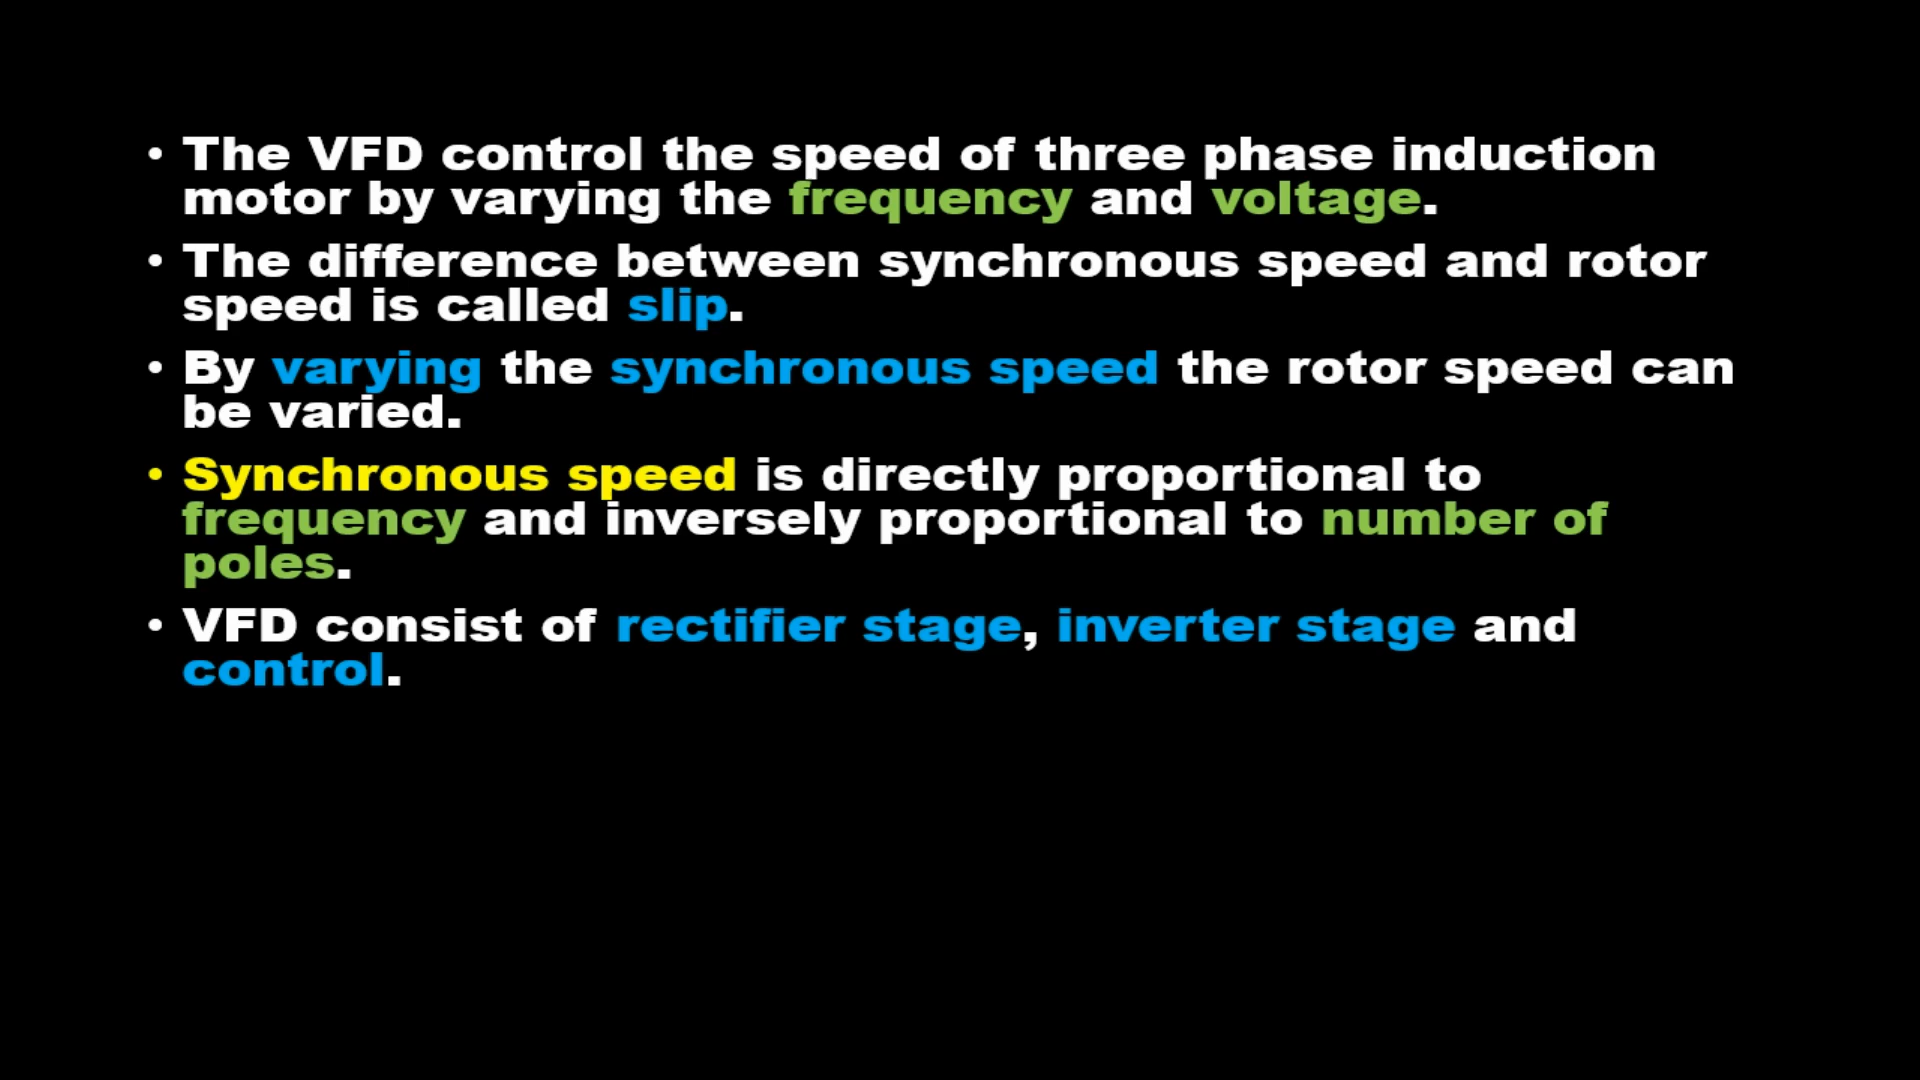 • The VFD control the speed of three phase induction
motor by varying the frequency and voltage.
• The difference between synchronous speed and rotor
speed is called slip.
• By varying the synchronous speed the rotor speed can
be varied.
• Synchronous speed is directly proportional to
frequency and inversely proportional to number of
poles.
• VFD consist of rectifier stage, inverter stage and
control.